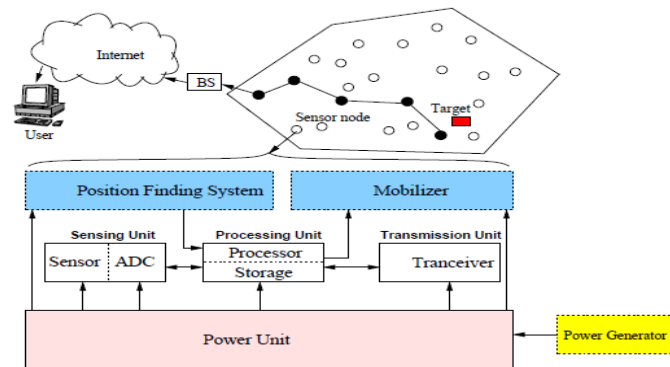 Internet
BS
User
Sensor node
Target
Position Finding System
Mobilizer
Sensing Unit
Processing Unit
Transmission Unit
Sensor
ADC
Processor
Storage
Tranceiver
Power Unit
Power Generator